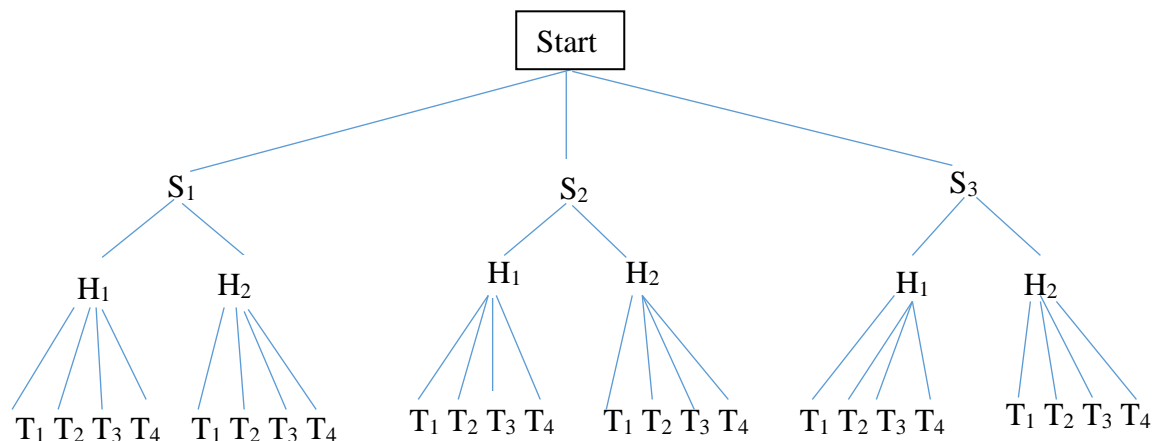 Start
S₁ S₂ S₃
H₁ H₂ H₁ H₂ H₁ H₂
T₁ T₂ T₃ T₄ T₁ T₂ T₃ T₄ T₁ T₂ T₃ T₄ T₁ T₂ T₃ T₄ T₁ T₂ T₃ T₄ T₁ T₂ T₃ T₄